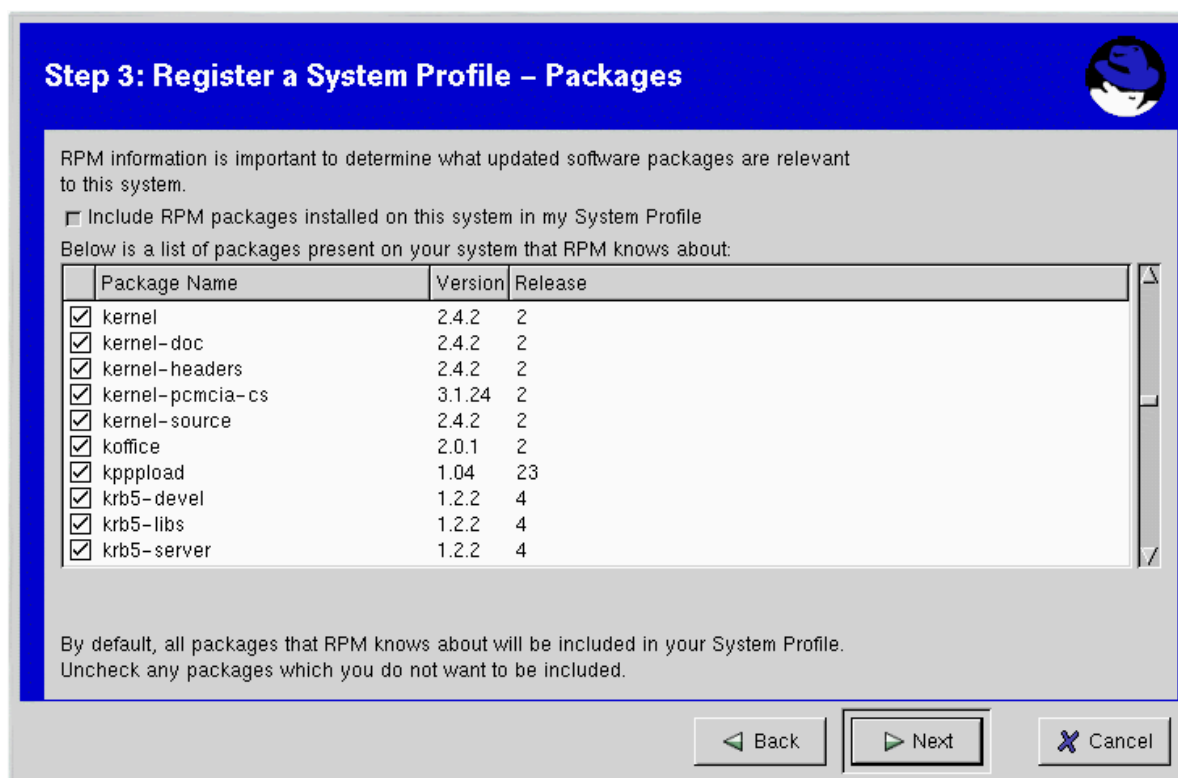 Step 3: Register a System Profile – Packages
RPM information is important to determine what updated software packages are relevant
to this system.
Include RPM packages installed on this system in my System Profile
Below is a list of packages present on your system that RPM knows about:
Package Name Version Release
kernel 2.4.2 2
kernel-doc 2.4.2 2
kernel-headers 2.4.2 2
kernel-pcmcia-cs 3.1.24 2
kernel-source 2.4.2 2
koffice 2.0.1 2
kpppload 1.04 23
krb5-devel 1.2.2 4
krb5-libs 1.2.2 4
krb5-server 1.2.2 4
By default, all packages that RPM knows about will be included in your System Profile.
Uncheck any packages which you do not want to be included.
Back Next Cancel